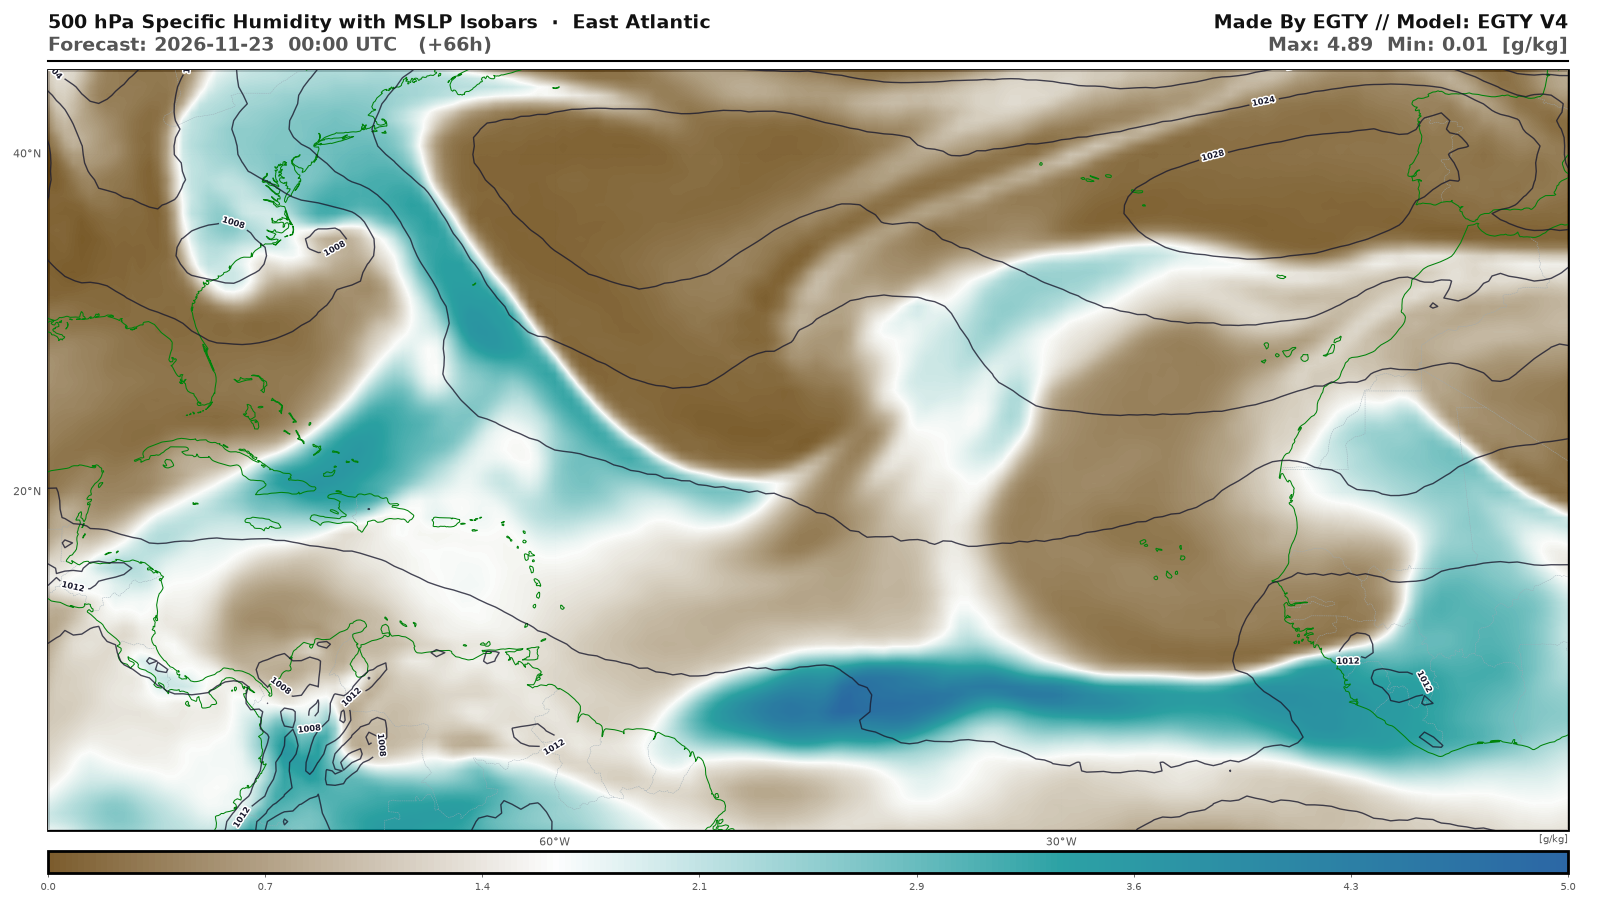 500 hPa Specific Humidity with MSLP Isobars · East Atlantic
Made By EGTY // Model: EGTY V4
Forecast: 2026-11-23 00:00 UTC (+66h)
Max: 4.89 Min: 0.01 [g/kg]
1024
40°N
1028
1008
1008
20°N
1012
1012
1008
1012
1012
1008
1008
1012
1012
60°W
30°W
[g/kg]
0.0 0.7 1.4 2.1 2.9 3.6 4.3 5.0